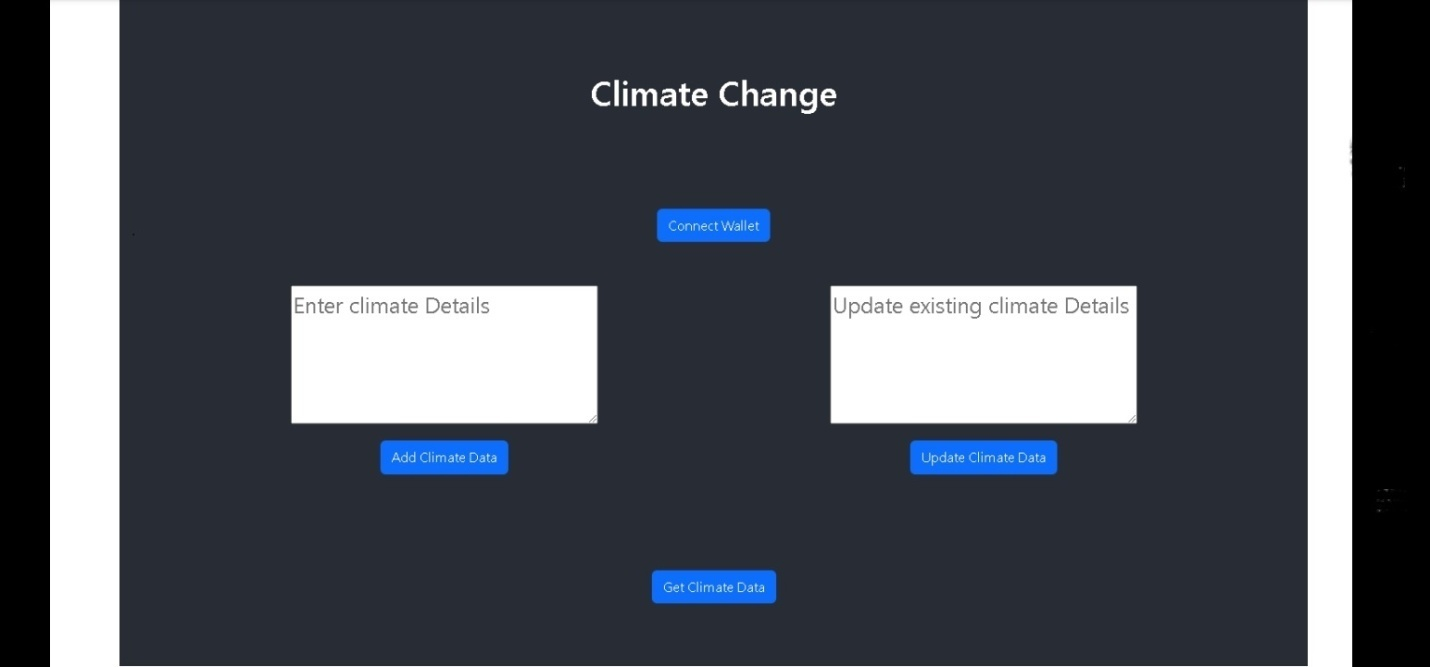 Climate Change
Connect Wallet
Enter climate Details
Update existing climate Details
Add Climate Data
Update Climate Data
Get Climate Data